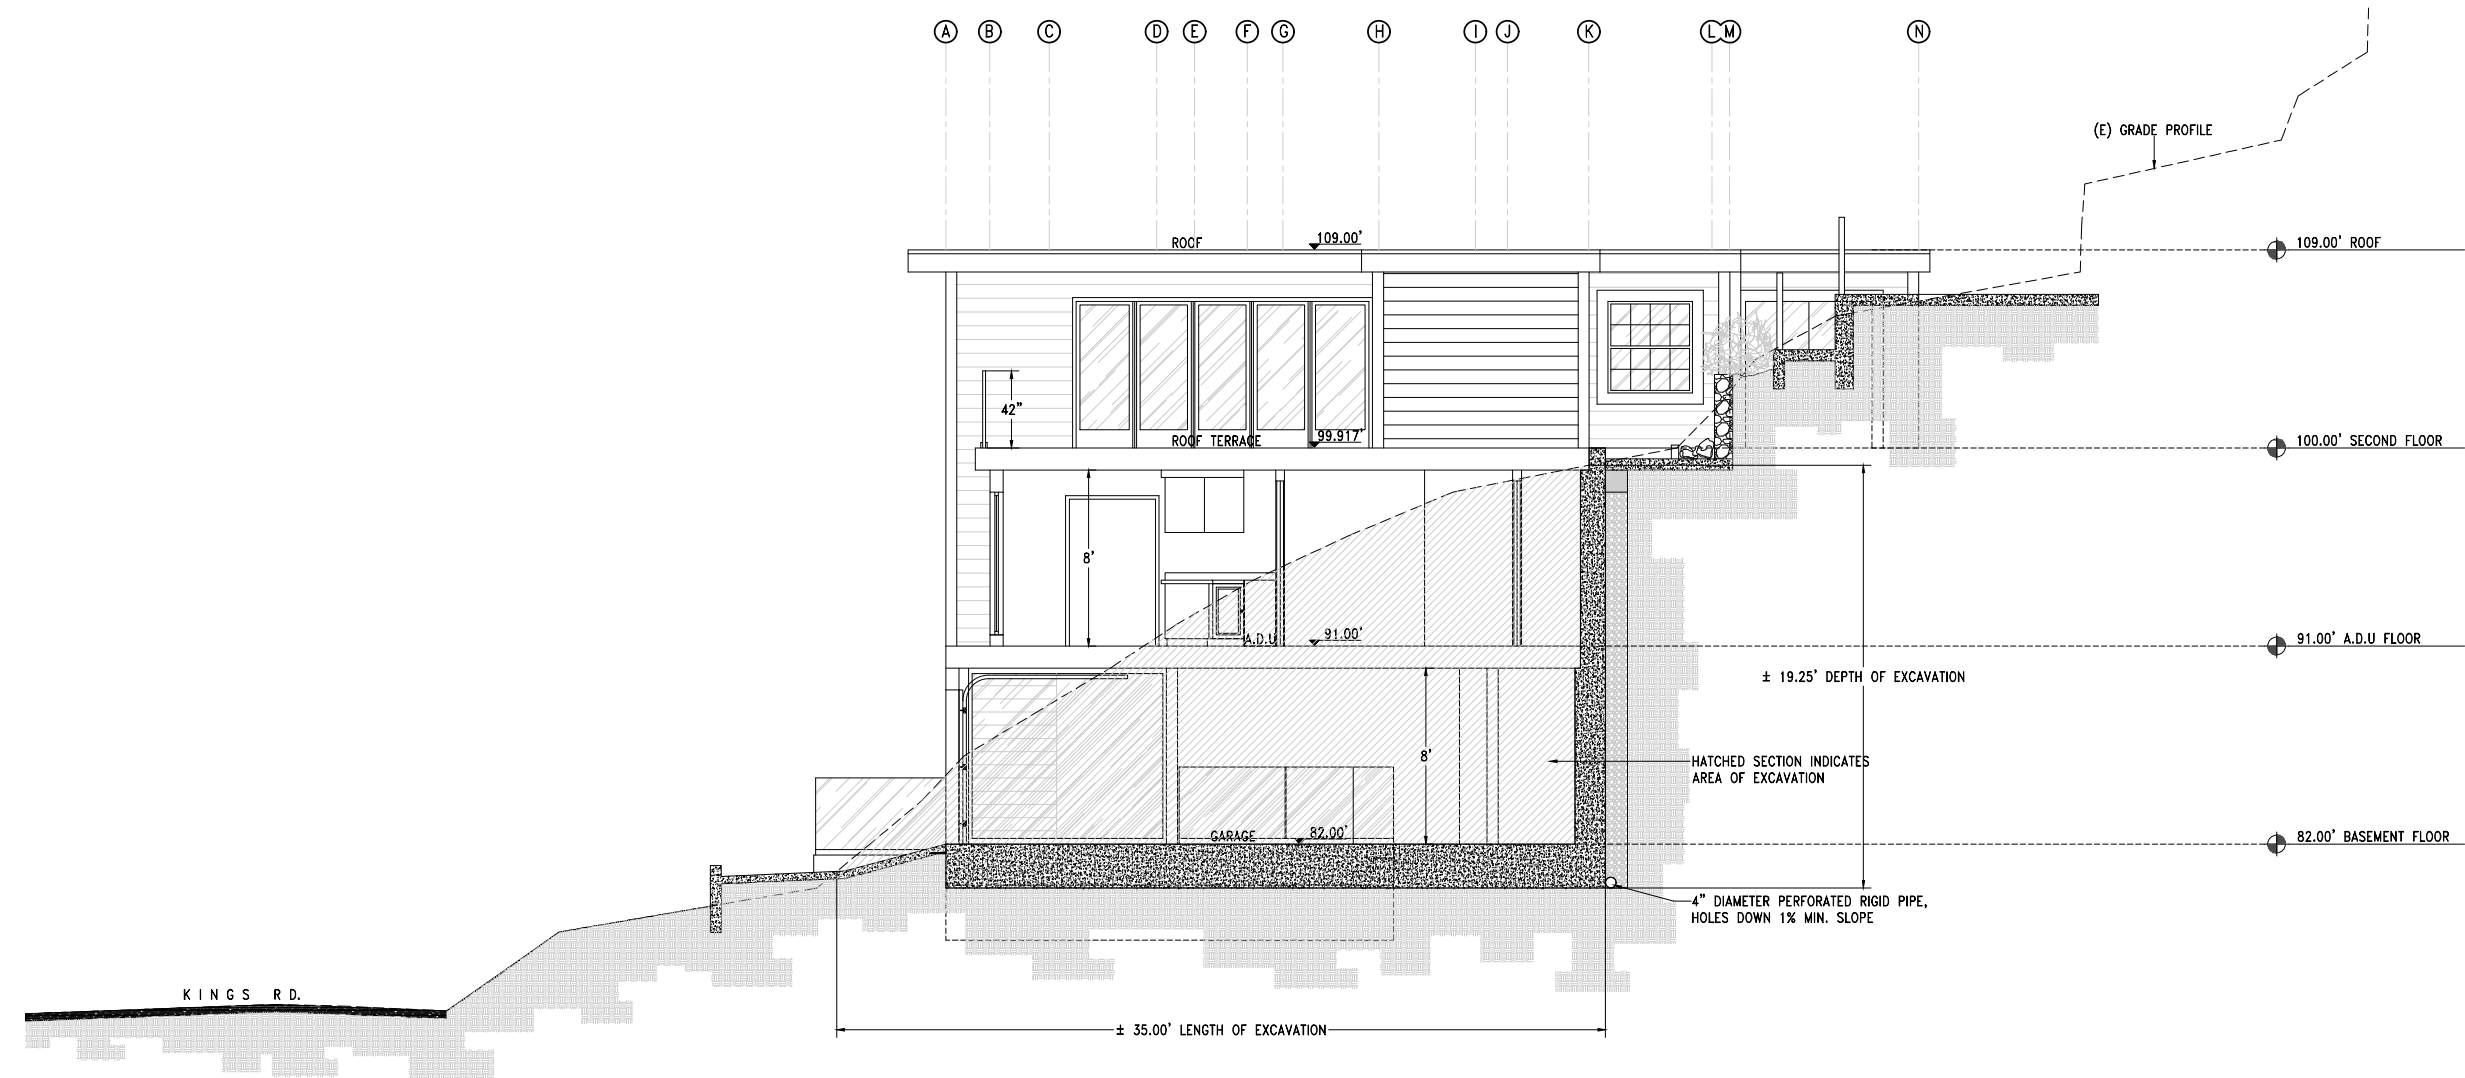 A B C D E F G H I J K L M N
(E) GRADE PROFILE
ROOF 109.00'
109.00' ROOF
42"
ROOF TERRACE 99.917'
100.00' SECOND FLOOR
8'
A.D.U 91.00'
91.00' A.D.U FLOOR
± 19.25' DEPTH OF EXCAVATION
8'
HATCHED SECTION INDICATES
AREA OF EXCAVATION
GARAGE 82.00'
82.00' BASEMENT FLOOR
4" DIAMETER PERFORATED RIGID PIPE,
HOLES DOWN 1% MIN. SLOPE
KINGS RD.
± 35.00' LENGTH OF EXCAVATION